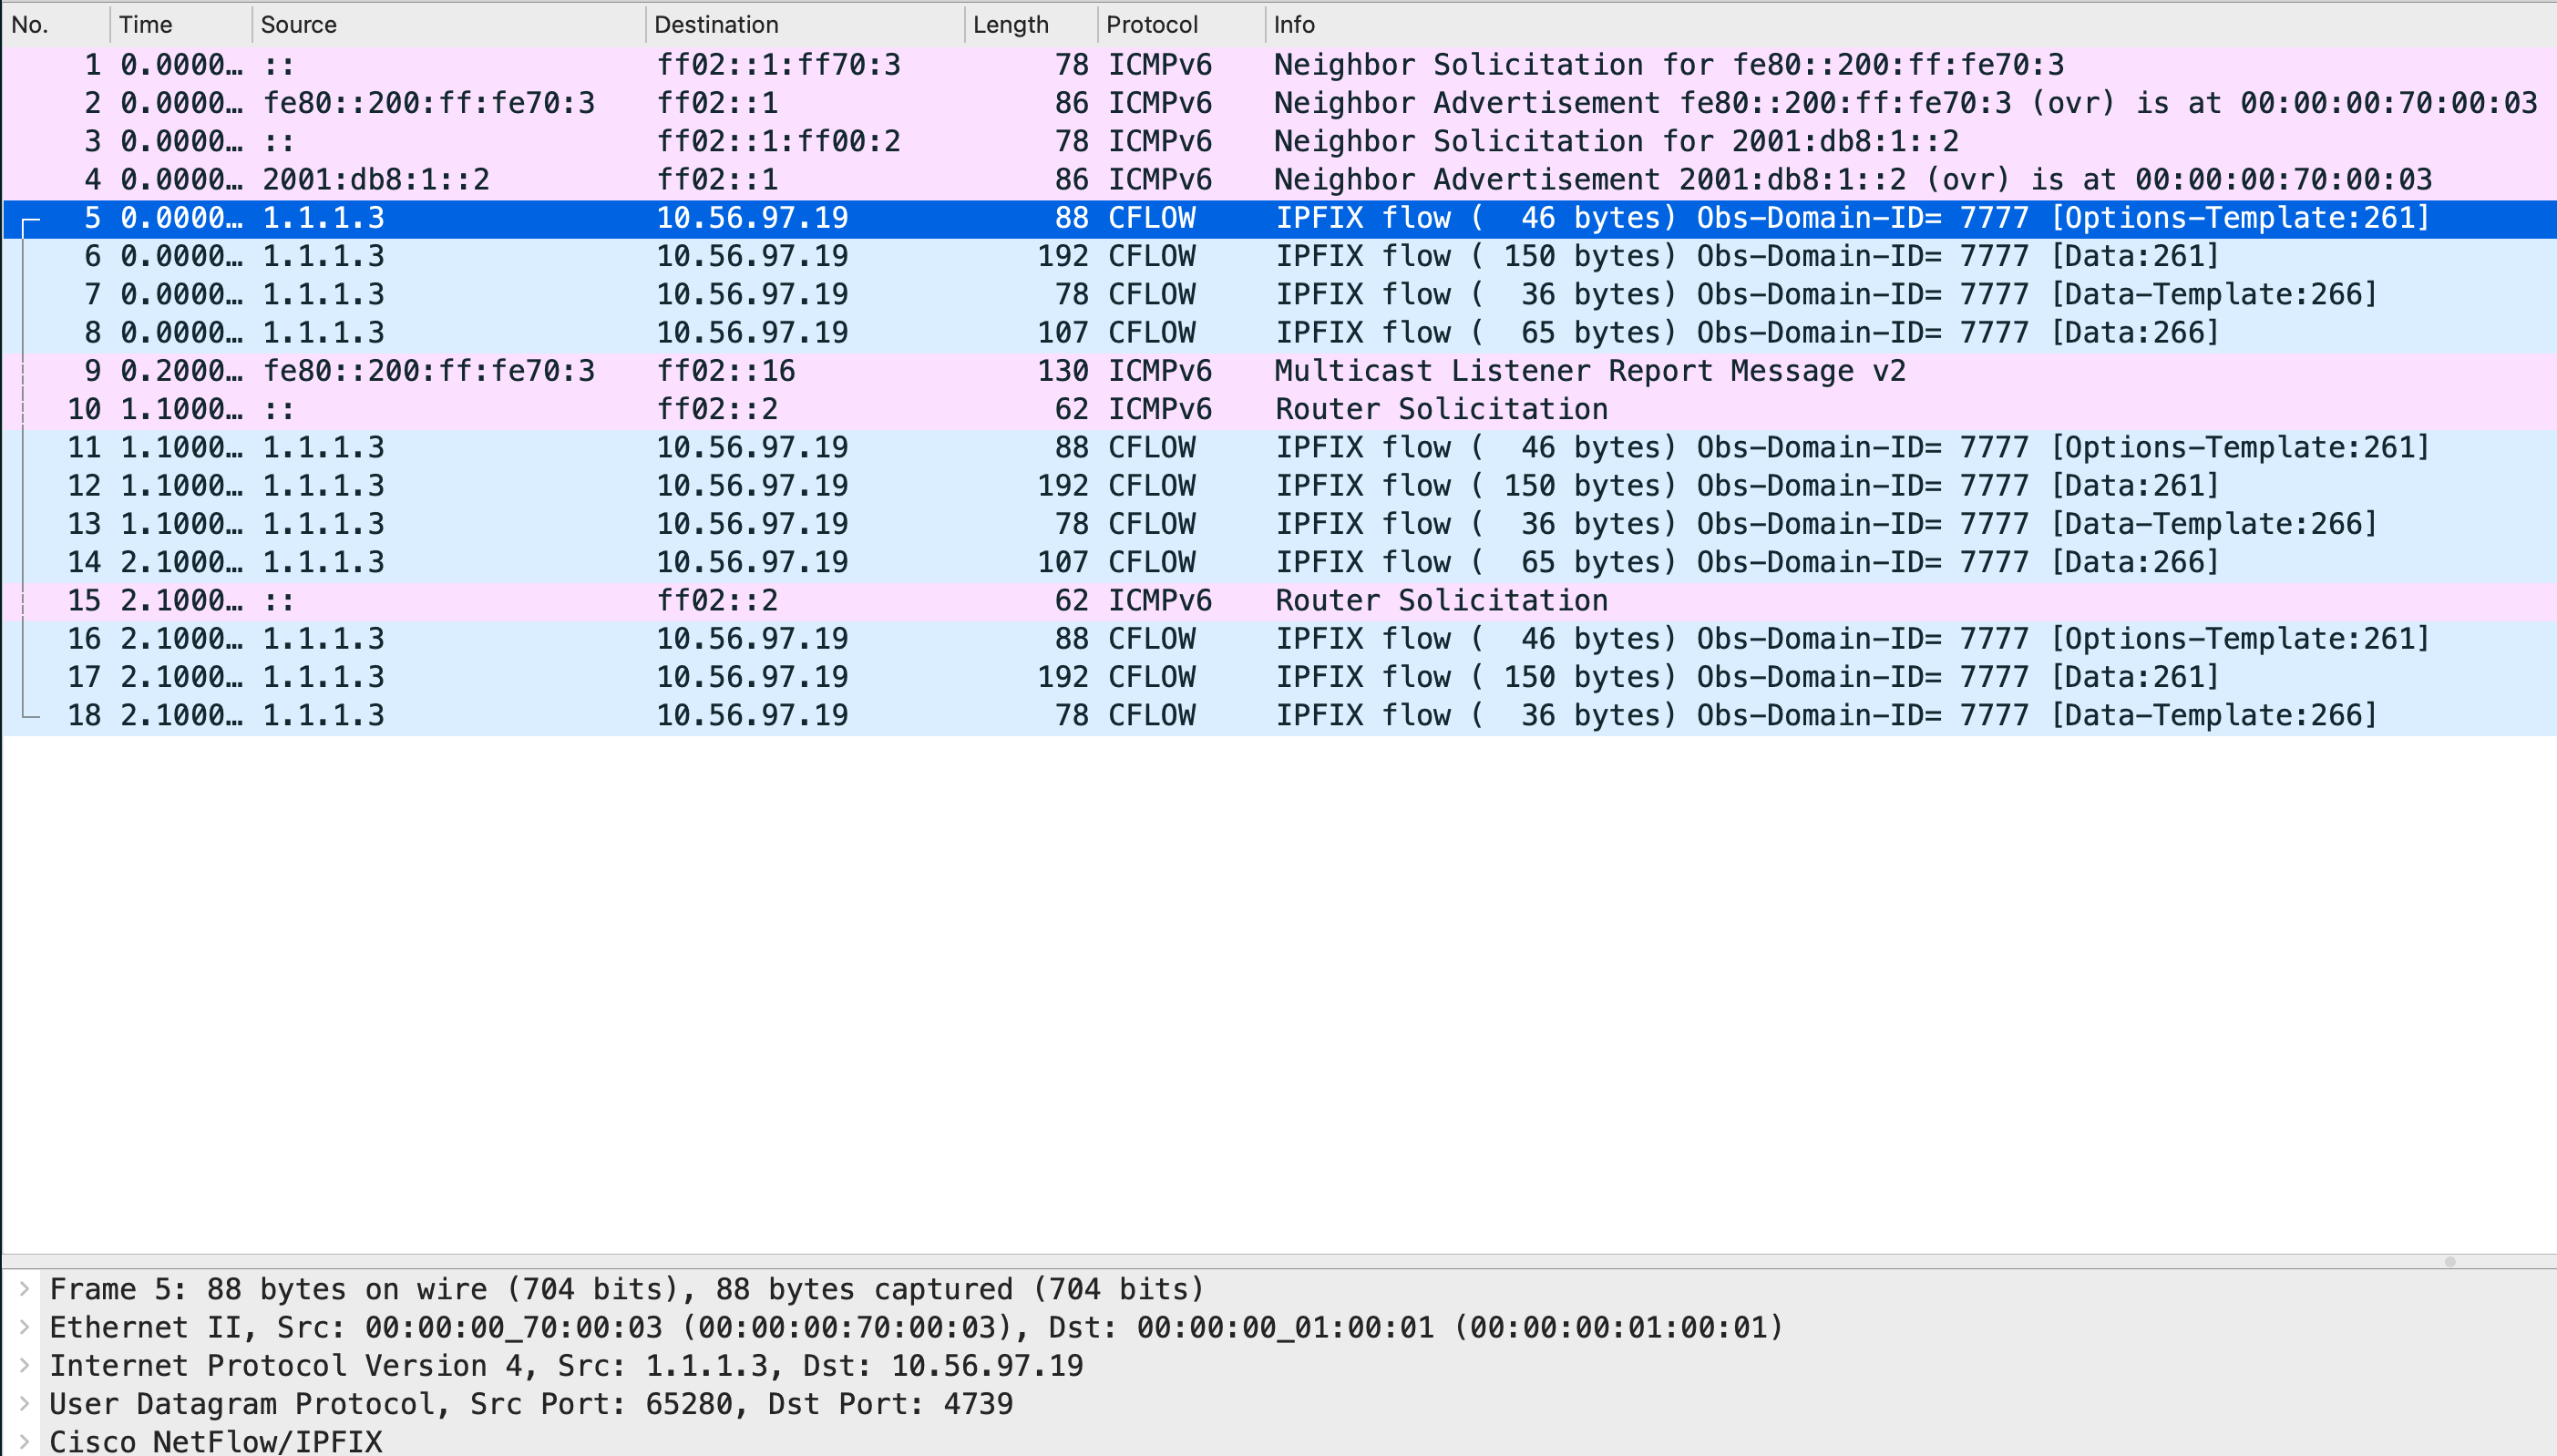 No. Time Source Destination Length Protocol Info
1 0.0000… :: ff02::1:ff70:3 78 ICMPv6 Neighbor Solicitation for fe80::200:ff:fe70:3
2 0.0000… fe80::200:ff:fe70:3 ff02::1 86 ICMPv6 Neighbor Advertisement fe80::200:ff:fe70:3 (ovr) is at 00:00:00:70:00:03
3 0.0000… :: ff02::1:ff00:2 78 ICMPv6 Neighbor Solicitation for 2001:db8:1::2
4 0.0000… 2001:db8:1::2 ff02::1 86 ICMPv6 Neighbor Advertisement 2001:db8:1::2 (ovr) is at 00:00:00:70:00:03
5 0.0000… 1.1.1.3 10.56.97.19 88 CFLOW IPFIX flow (  46 bytes) Obs-Domain-ID= 7777 [Options-Template:261]
6 0.0000… 1.1.1.3 10.56.97.19 192 CFLOW IPFIX flow ( 150 bytes) Obs-Domain-ID= 7777 [Data:261]
7 0.0000… 1.1.1.3 10.56.97.19 78 CFLOW IPFIX flow (  36 bytes) Obs-Domain-ID= 7777 [Data-Template:266]
8 0.0000… 1.1.1.3 10.56.97.19 107 CFLOW IPFIX flow (  65 bytes) Obs-Domain-ID= 7777 [Data:266]
9 0.2000… fe80::200:ff:fe70:3 ff02::16 130 ICMPv6 Multicast Listener Report Message v2
10 1.1000… :: ff02::2 62 ICMPv6 Router Solicitation
11 1.1000… 1.1.1.3 10.56.97.19 88 CFLOW IPFIX flow (  46 bytes) Obs-Domain-ID= 7777 [Options-Template:261]
12 1.1000… 1.1.1.3 10.56.97.19 192 CFLOW IPFIX flow ( 150 bytes) Obs-Domain-ID= 7777 [Data:261]
13 1.1000… 1.1.1.3 10.56.97.19 78 CFLOW IPFIX flow (  36 bytes) Obs-Domain-ID= 7777 [Data-Template:266]
14 2.1000… 1.1.1.3 10.56.97.19 107 CFLOW IPFIX flow (  65 bytes) Obs-Domain-ID= 7777 [Data:266]
15 2.1000… :: ff02::2 62 ICMPv6 Router Solicitation
16 2.1000… 1.1.1.3 10.56.97.19 88 CFLOW IPFIX flow (  46 bytes) Obs-Domain-ID= 7777 [Options-Template:261]
17 2.1000… 1.1.1.3 10.56.97.19 192 CFLOW IPFIX flow ( 150 bytes) Obs-Domain-ID= 7777 [Data:261]
18 2.1000… 1.1.1.3 10.56.97.19 78 CFLOW IPFIX flow (  36 bytes) Obs-Domain-ID= 7777 [Data-Template:266]
Frame 5: 88 bytes on wire (704 bits), 88 bytes captured (704 bits)
Ethernet II, Src: 00:00:00_70:00:03 (00:00:00:70:00:03), Dst: 00:00:00_01:00:01 (00:00:00:01:00:01)
Internet Protocol Version 4, Src: 1.1.1.3, Dst: 10.56.97.19
User Datagram Protocol, Src Port: 65280, Dst Port: 4739
Cisco NetFlow/IPFIX